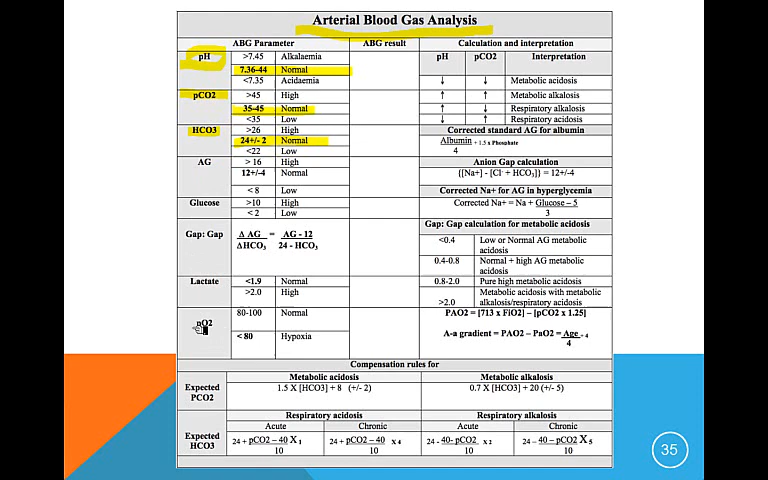 Arterial Blood Gas Analysis
ABG Parameter ABG result Calculation and interpretation
pH >7.45 Alkalaemia pH pCO2 Interpretation
7.36-44 Normal
<7.35 Acidaemia ↓ ↓ Metabolic acidosis
pCO2 >45 High ↑ ↑ Metabolic alkalosis
35-45 Normal ↑ ↓ Respiratory alkalosis
<35 Low ↓ ↑ Respiratory acidosis
HCO3 >26 High Corrected standard AG for albumin
24+/- 2 Normal Albumin + 1.5 x Phosphate
<22 Low 4
AG > 16 High Anion Gap calculation
12+/-4 Normal {[Na+] - [Cl- + HCO3]} = 12+/-4
< 8 Low Corrected Na+ for AG in hyperglycemia
Glucose >10 High Corrected Na+ = Na + Glucose – 5
< 2 Low 3
Gap: Gap calculation for metabolic acidosis
Gap: Gap Δ AG = AG - 12 <0.4 Low or Normal AG metabolic
ΔHCO3 24 - HCO3 acidosis
0.4-0.8 Normal + high AG metabolic
acidosis
Lactate <1.9 Normal 0.8-2.0 Pure high metabolic acidosis
>2.0 High Metabolic acidosis with metabolic
>2.0 alkalosis/respiratory acidosis
pO2 80-100 Normal PAO2 = [713 x FiO2] – [pCO2 x 1.25]
< 80 Hypoxia A-a gradient = PAO2 – PaO2 = Age - 4
4
Compensation rules for
Metabolic acidosis Metabolic alkalosis
Expected PCO2 1.5 X [HCO3] + 8 (+/- 2) 0.7 X [HCO3] + 20 (+/- 5)
Respiratory acidosis Respiratory alkalosis
Acute Chronic Acute Chronic
Expected HCO3 24 + pCO2 – 40 X 1 24 + pCO2 – 40 X 4 24 - 40- pCO2 X 2 24 – 40 – pCO2 X 5
10 10 10 10
35